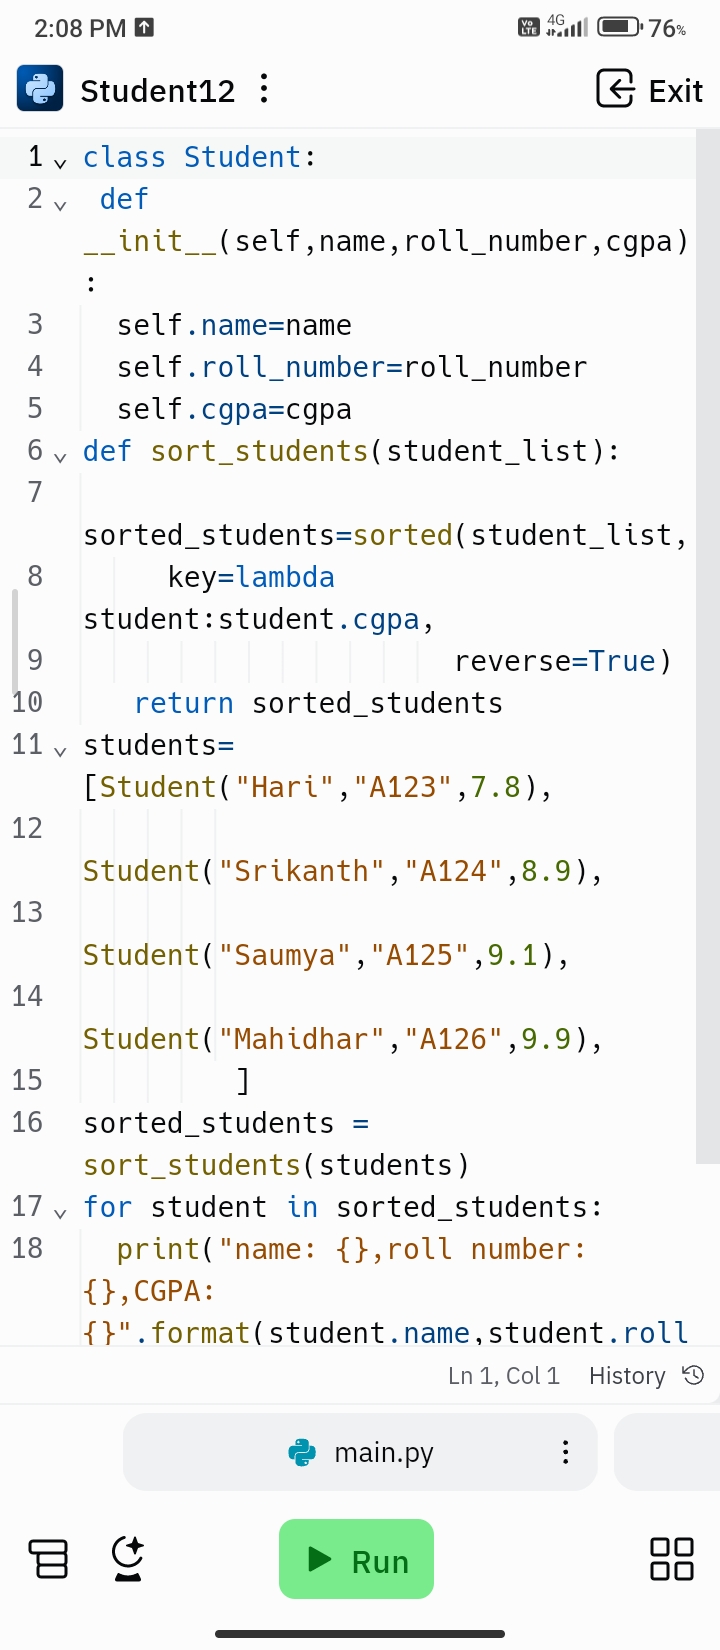 2:08 PM
Vo LTE 4G 76%
Student12 Exit
1 class Student:
2 def
__init__(self,name,roll_number,cgpa)
:
3 self.name=name
4 self.roll_number=roll_number
5 self.cgpa=cgpa
6 def sort_students(student_list):
7
sorted_students=sorted(student_list,
8 key=lambda
student:student.cgpa,
9 reverse=True)
10 return sorted_students
11 students=
[Student("Hari","A123",7.8),
12
Student("Srikanth","A124",8.9),
13
Student("Saumya","A125",9.1),
14
Student("Mahidhar","A126",9.9),
15 ]
16 sorted_students =
sort_students(students)
17 for student in sorted_students:
18 print("name: {},roll number:
{},CGPA:
{}".format(student.name,student.roll
Ln 1, Col 1 History
main.py
Run